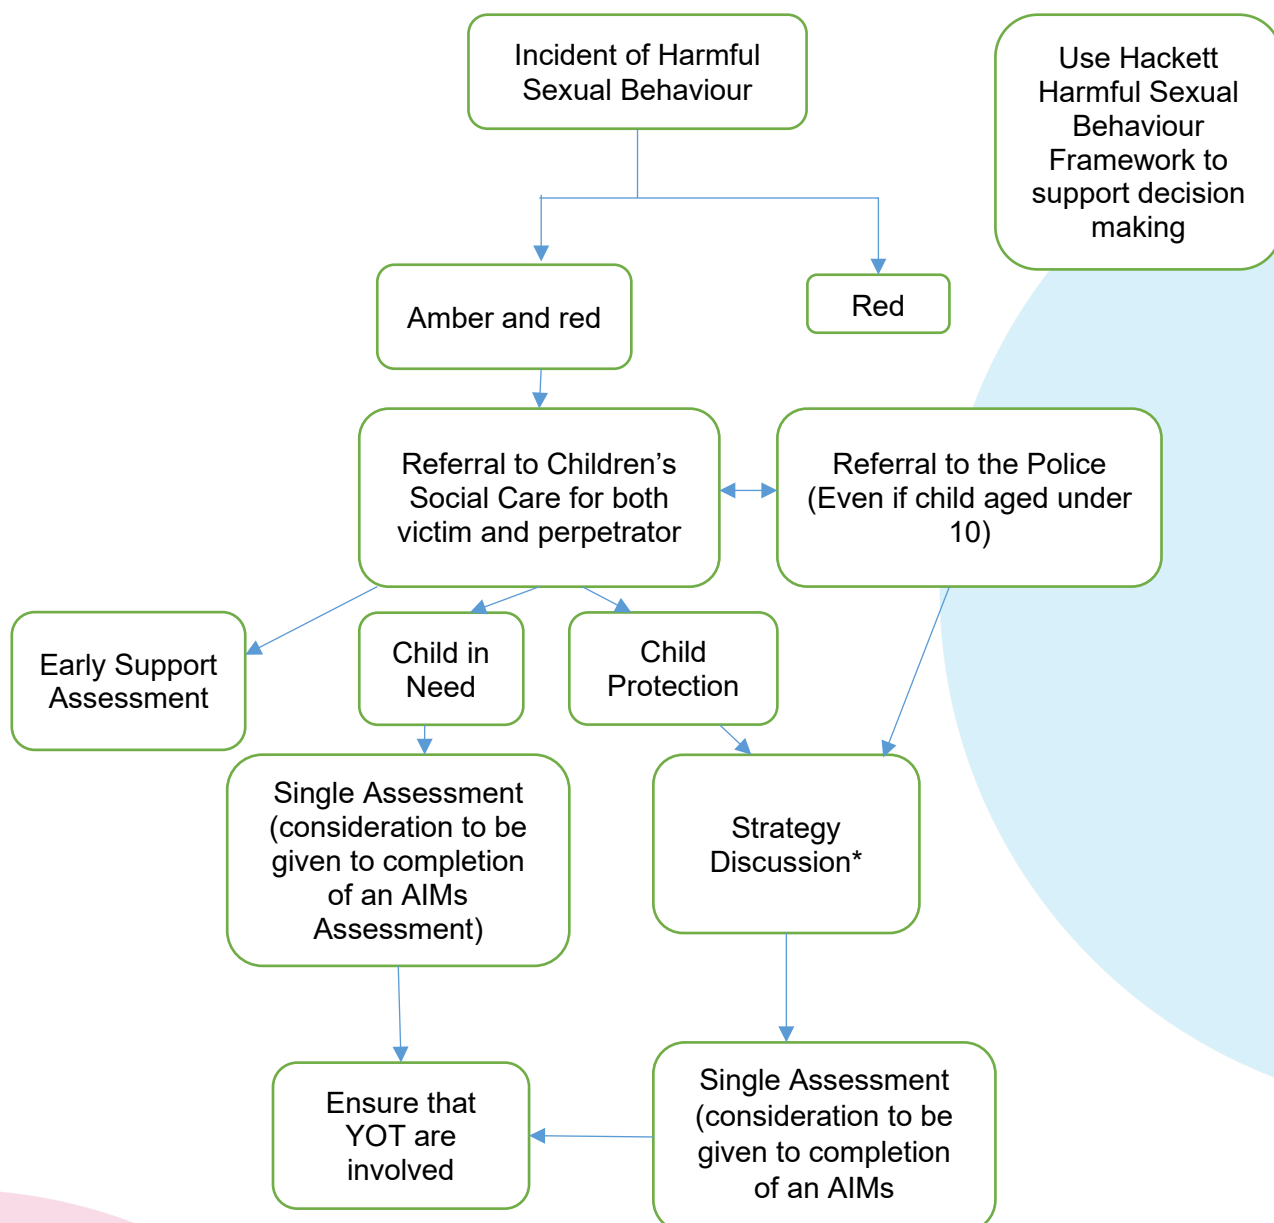 Incident of Harmful
Sexual Behaviour
Use Hackett
Harmful Sexual
Behaviour
Framework to
support decision
making
Amber and red
Red
Referral to Children’s
Social Care for both
victim and perpetrator
Referral to the Police
(Even if child aged under
10)
Early Support
Assessment
Child in
Need
Child
Protection
Single Assessment
(consideration to be
given to completion
of an AIMs
Assessment)
Strategy
Discussion*
Ensure that
YOT are
involved
Single Assessment
(consideration to be
given to completion
of an AIMs